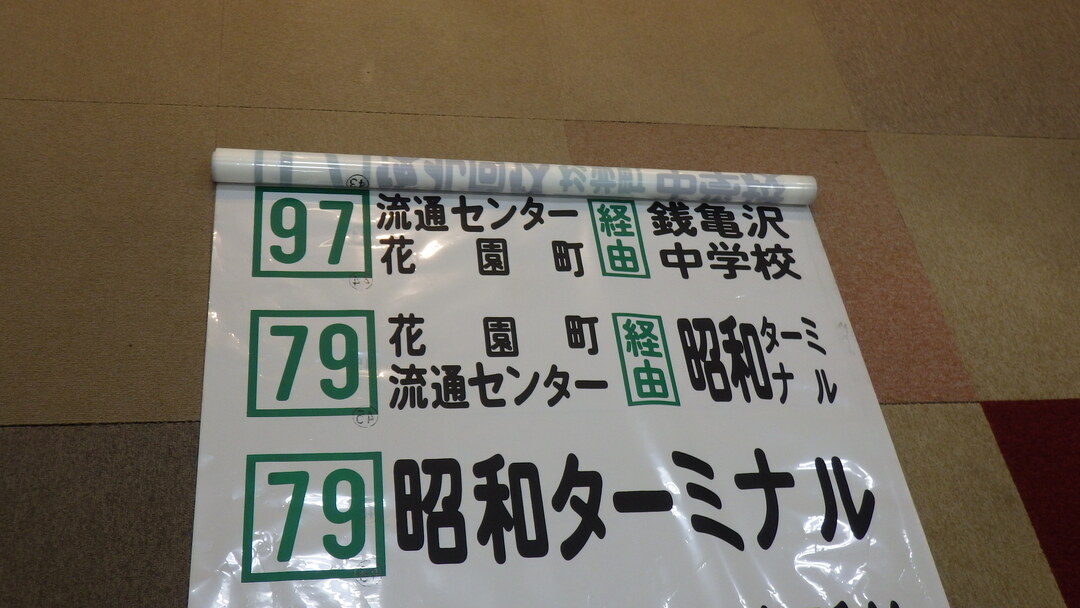 97 流通センター 花園町 経由 銭亀沢中学校
79 花園町 流通センター 経由 昭和ターミナル
79 昭和ターミナル